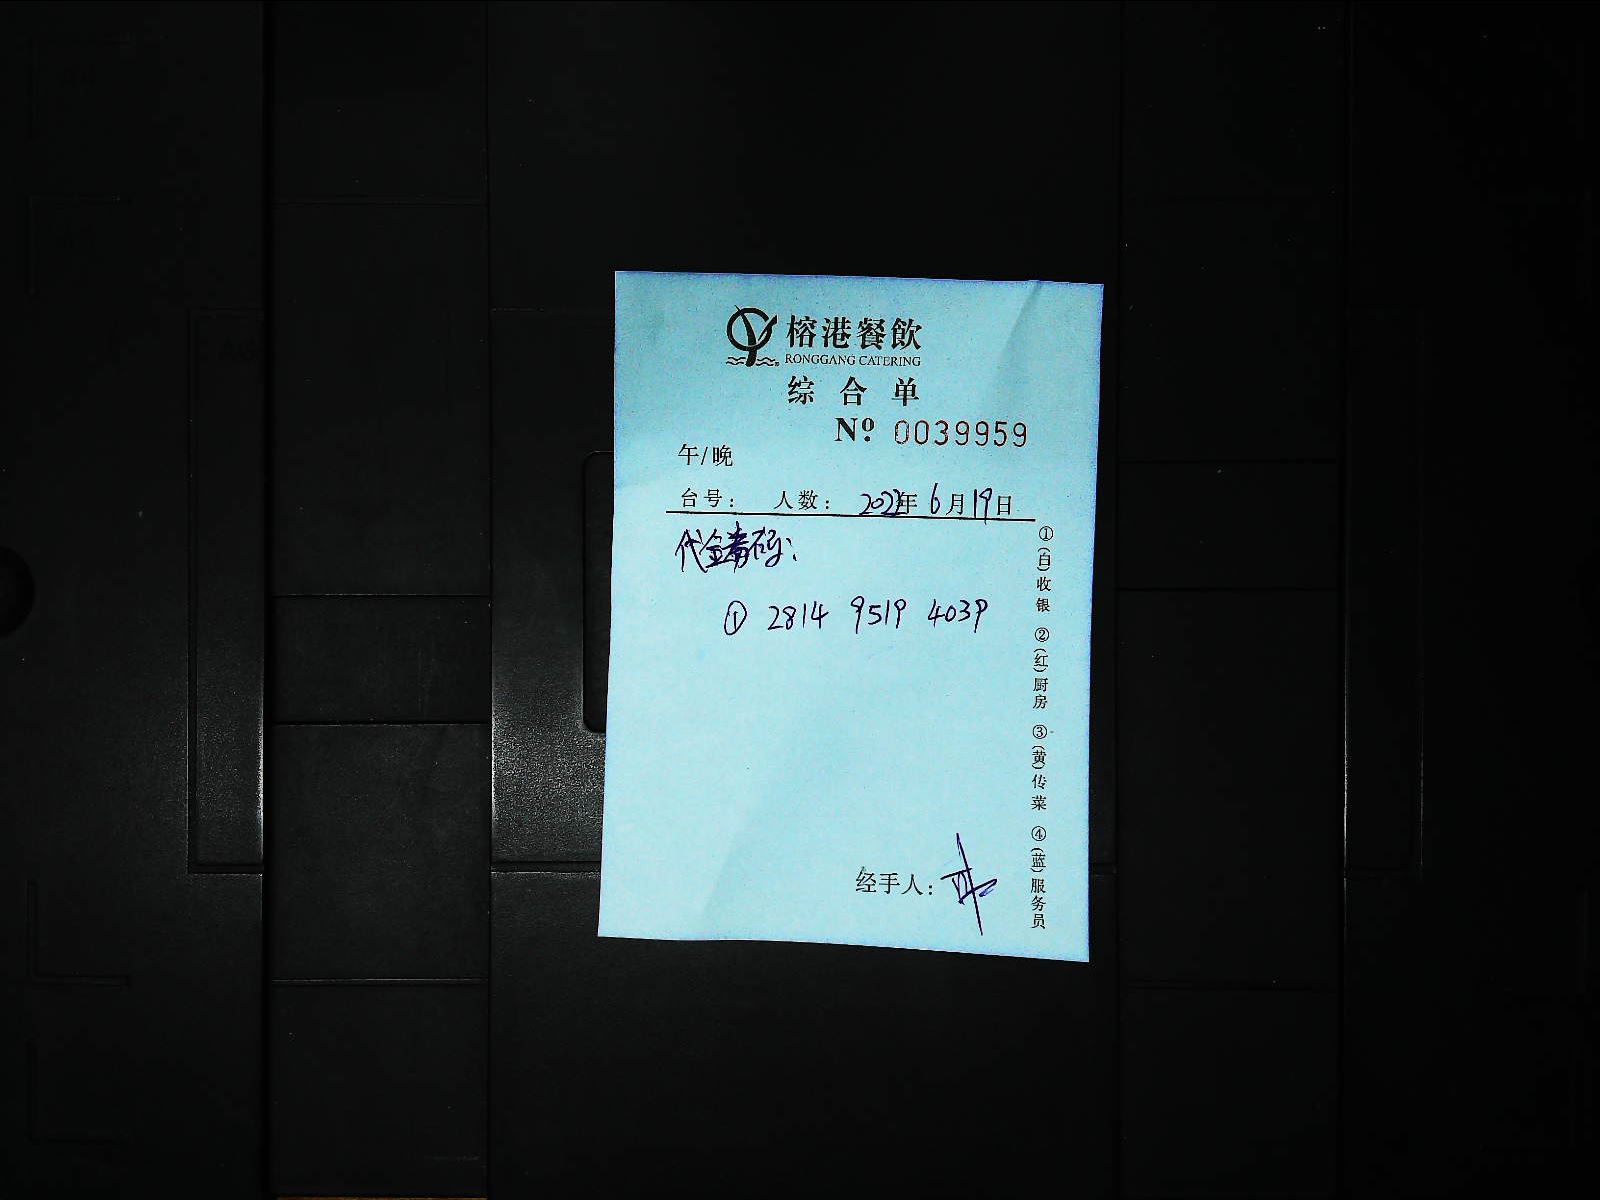 榕港餐飲
RONGGANG CATERING
综合单
Nº 0039959
午/晚
台号： 人数： 2022年6月19日
代金券码：
① 2814 9519 4039
经手人：
①(白)收银 ②(红)厨房 ③(黄)传菜 ④(蓝)服务员